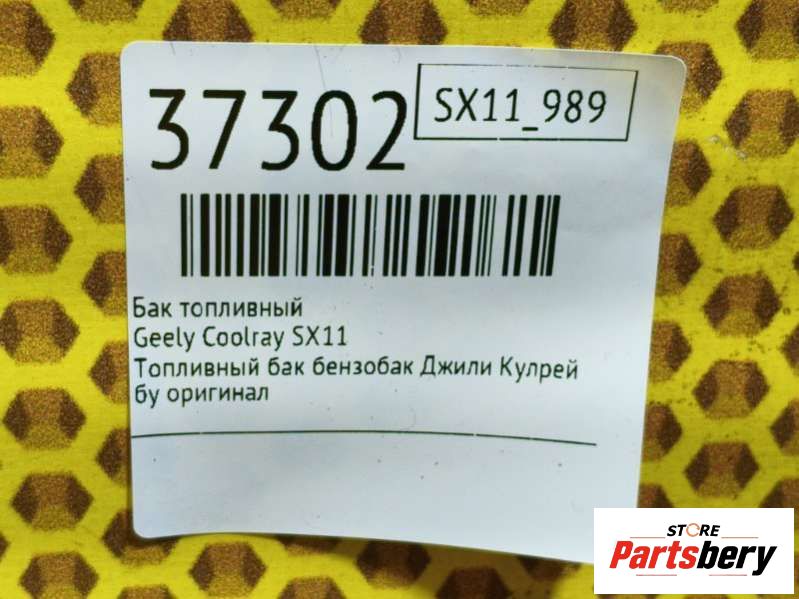 37302
SX11_989
Бак топливный
Geely Coolray SX11
Топливный бак бензобак Джили Кулрей
бу оригинал
STORE
Partsbery